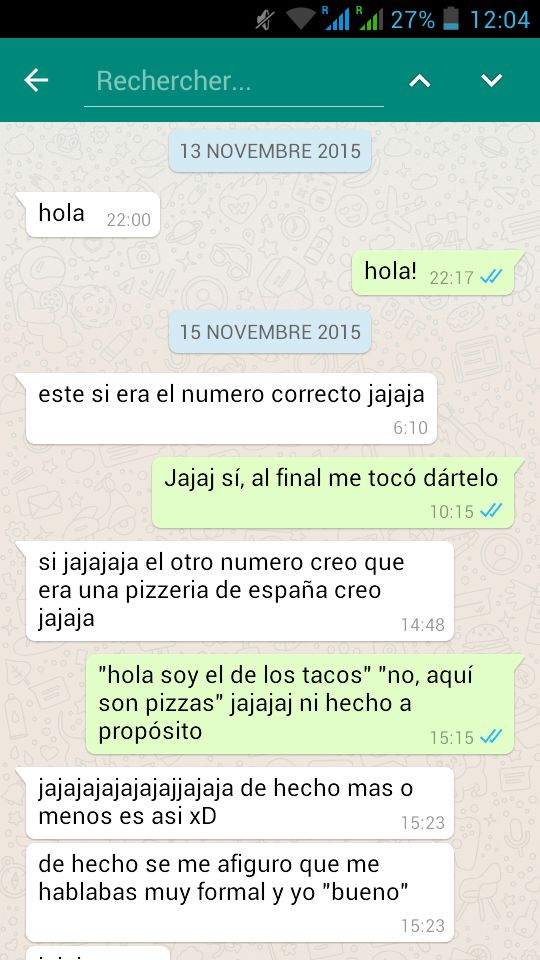 R R 27% 12:04
Rechercher...
13 NOVEMBRE 2015
hola 22:00
hola! 22:17
15 NOVEMBRE 2015
este si era el numero correcto jajaja
6:10
Jajaj sí, al final me tocó dártelo
10:15
si jajajaja el otro numero creo que
era una pizzeria de españa creo
jajaja 14:48
"hola soy el de los tacos" "no, aquí
son pizzas" jajajaj ni hecho a
propósito 15:15
jajajajajajajajjajaja de hecho mas o
menos es asi xD 15:23
de hecho se me afiguro que me
hablabas muy formal y yo "bueno"
15:23